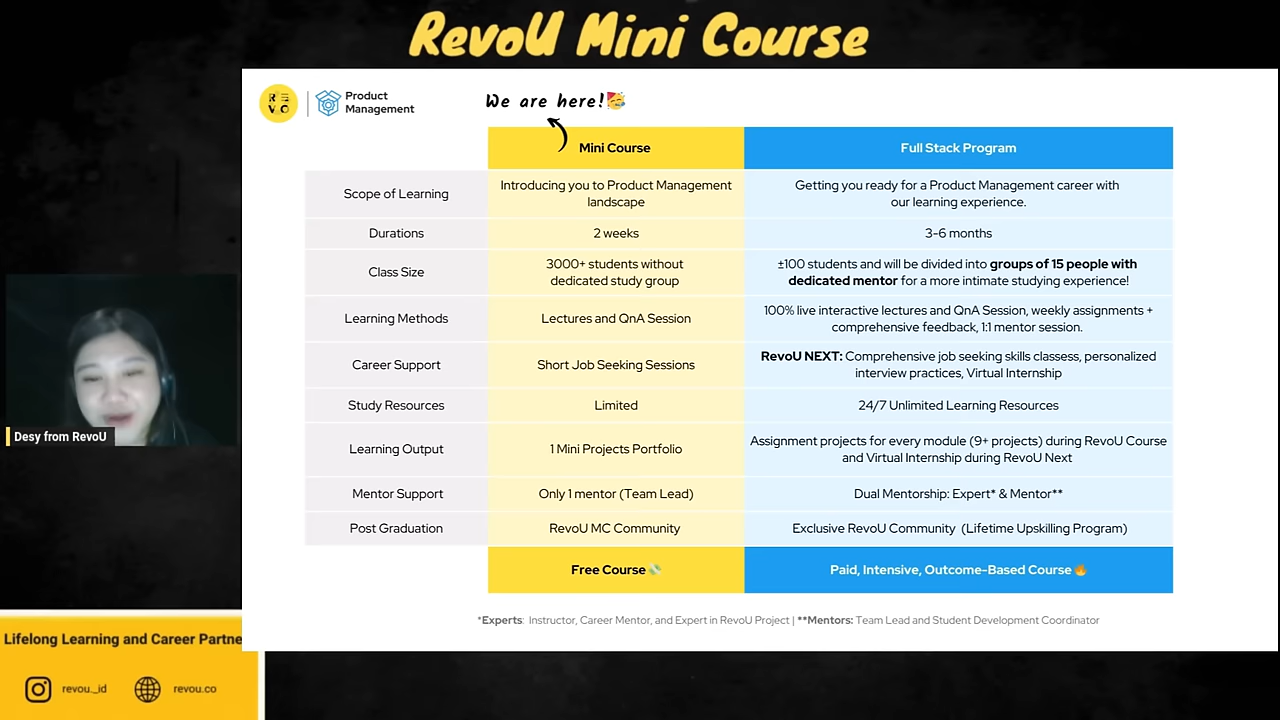 RevoU Mini Course
R E
V O
Product
Management
We are here!
Mini Course
Full Stack Program
Scope of Learning
Introducing you to Product Management
landscape
Getting you ready for a Product Management career with
our learning experience.
Durations
2 weeks
3-6 months
Class Size
3000+ students without
dedicated study group
±100 students and will be divided into groups of 15 people with
dedicated mentor for a more intimate studying experience!
Learning Methods
Lectures and QnA Session
100% live interactive lectures and QnA Session, weekly assignments +
comprehensive feedback, 1:1 mentor session.
Career Support
Short Job Seeking Sessions
RevoU NEXT: Comprehensive job seeking skills classess, personalized
interview practices, Virtual Internship
Study Resources
Limited
24/7 Unlimited Learning Resources
Learning Output
1 Mini Projects Portfolio
Assignment projects for every module (9+ projects) during RevoU Course
and Virtual Internship during RevoU Next
Mentor Support
Only 1 mentor (Team Lead)
Dual Mentorship: Expert* & Mentor**
Post Graduation
RevoU MC Community
Exclusive RevoU Community (Lifetime Upskilling Program)
Free Course
Paid, Intensive, Outcome-Based Course
*Experts: Instructor, Career Mentor, and Expert in RevoU Project | **Mentors: Team Lead and Student Development Coordinator
Desy from RevoU
Lifelong Learning and Career Partne
revou._id
revou.co